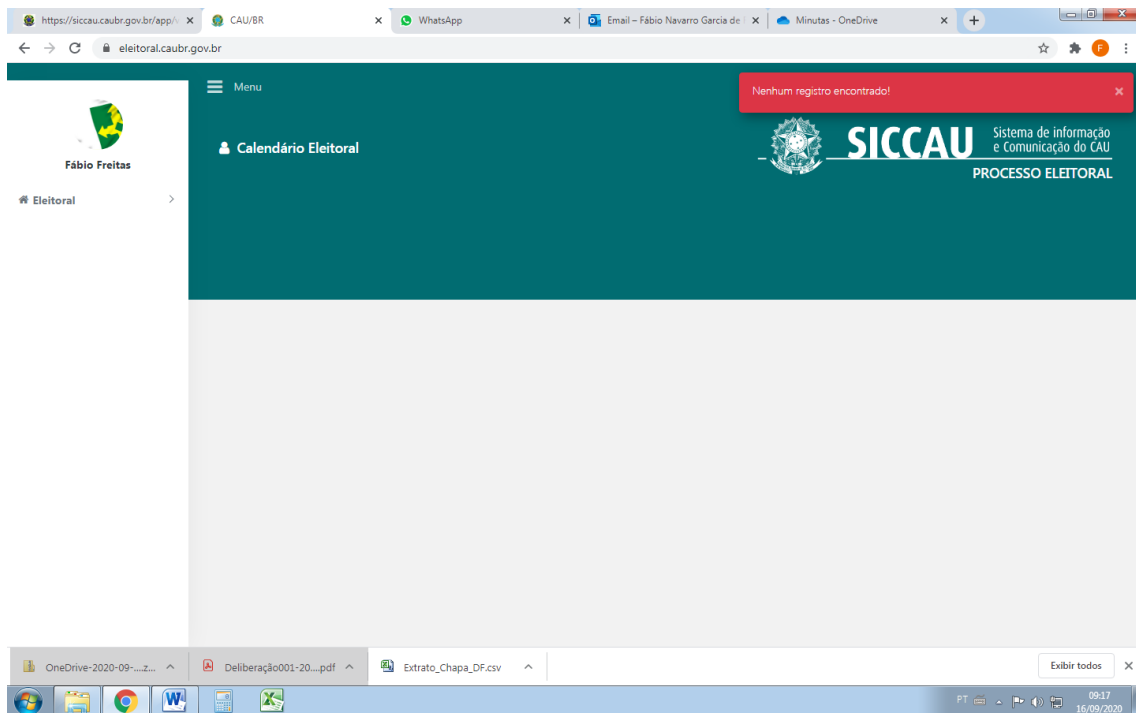 https://siccau.caubr.gov.br/app/
CAU/BR
WhatsApp
Email – Fábio Navarro Garcia de
Minutas - OneDrive
eleitoral.caubr.gov.br
F
Menu
Nenhum registro encontrado!
Fábio Freitas
Calendário Eleitoral
SICCAU
Sistema de informação
e Comunicação do CAU
PROCESSO ELEITORAL
Eleitoral
OneDrive-2020-09-....z...
Deliberação001-20....pdf
Extrato_Chapa_DF.csv
Exibir todos
PT
09:17
16/09/2020